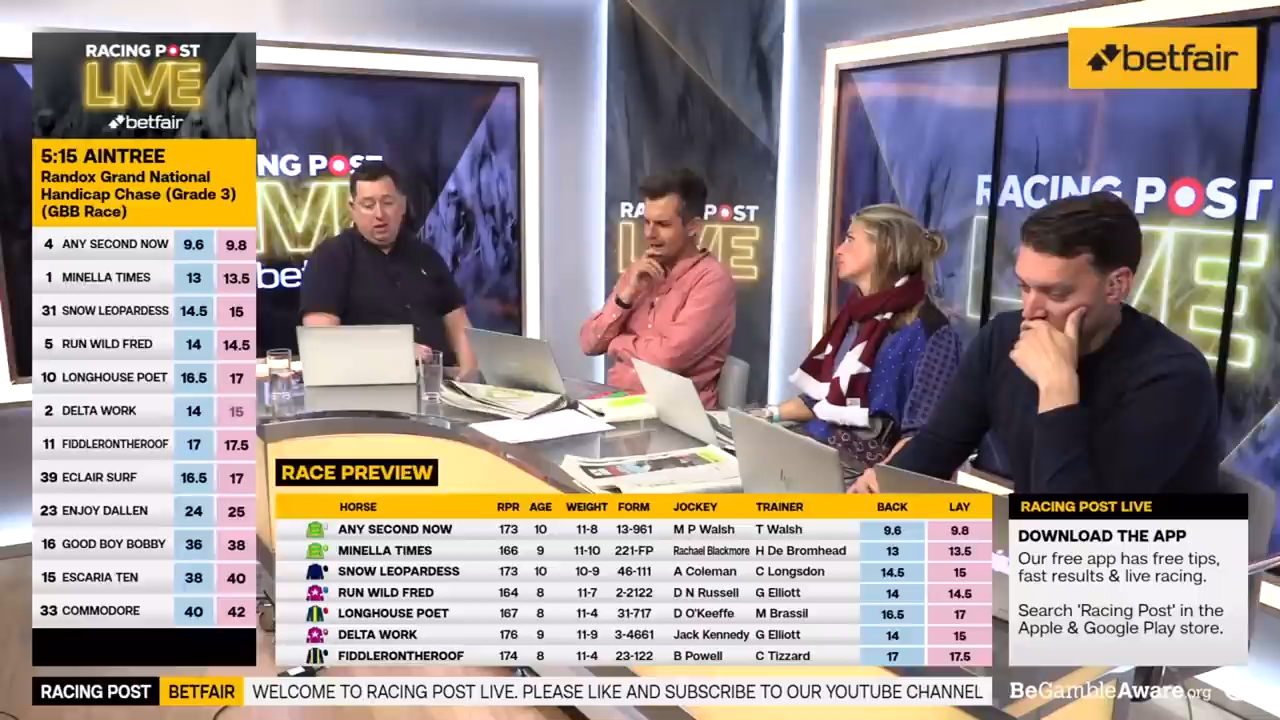 RACING POST
LIVE
betfair
5:15 AINTREE
Randox Grand National
Handicap Chase (Grade 3)
(GBB Race)
4 ANY SECOND NOW 9.6 9.8
1 MINELLA TIMES 13 13.5
31 SNOW LEOPARDESS 14.5 15
5 RUN WILD FRED 14 14.5
10 LONGHOUSE POET 16.5 17
2 DELTA WORK 14 15
11 FIDDLERONTHEROOF 17 17.5
39 ECLAIR SURF 16.5 17
23 ENJOY DALLEN 24 25
16 GOOD BOY BOBBY 36 38
15 ESCARIA TEN 38 40
33 COMMODORE 40 42
NG POST
bet
RA POST
LIVE
RACING POST
betfair
RACE PREVIEW
HORSE RPR AGE WEIGHT FORM JOCKEY TRAINER BACK LAY
ANY SECOND NOW 173 10 11-8 13-961 M P Walsh T Walsh 9.6 9.8
MINELLA TIMES 166 9 11-10 221-FP Rachael Blackmore H De Bromhead 13 13.5
SNOW LEOPARDESS 173 10 10-9 46-111 A Coleman C Longsdon 14.5 15
RUN WILD FRED 164 8 11-7 2-2122 D N Russell G Elliott 14 14.5
LONGHOUSE POET 167 8 11-4 31-717 D O'Keeffe M Brassil 16.5 17
DELTA WORK 176 9 11-9 3-4661 Jack Kennedy G Elliott 14 15
FIDDLERONTHEROOF 174 8 11-4 23-122 B Powell C Tizzard 17 17.5
RACING POST LIVE
DOWNLOAD THE APP
Our free app has free tips,
fast results & live racing.
Search 'Racing Post' in the
Apple & Google Play store.
RACING POST BETFAIR WELCOME TO RACING POST LIVE. PLEASE LIKE AND SUBSCRIBE TO OUR YOUTUBE CHANNEL
BeGambleAware.org